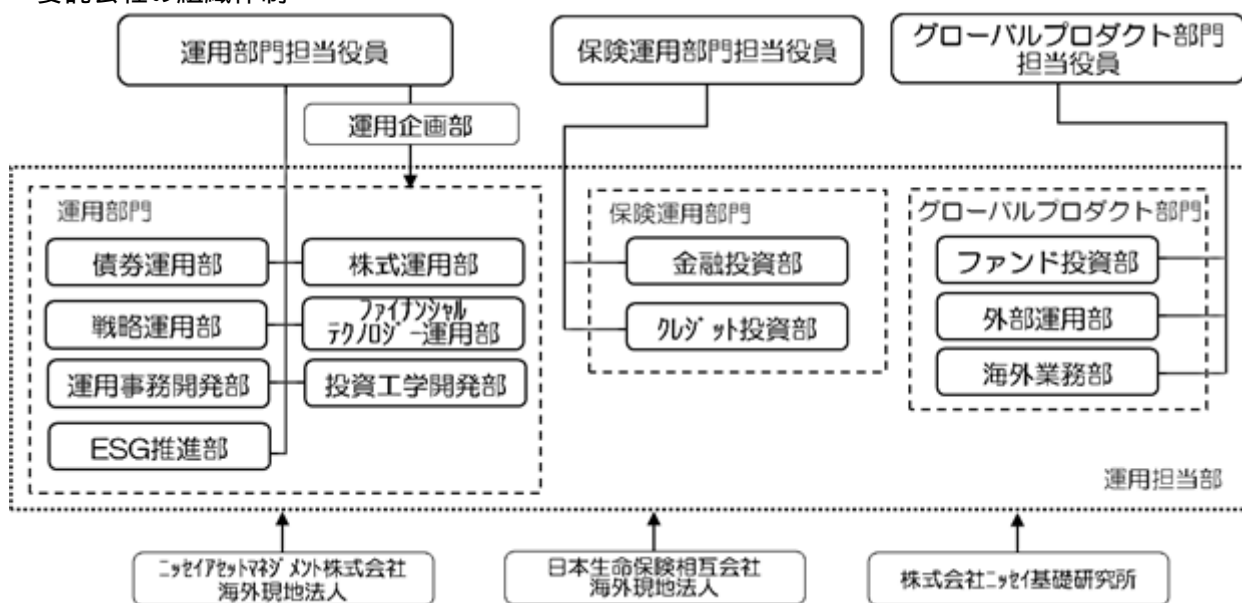 委託会社の組織体制
運用部門担当役員
保険運用部門担当役員
グローバルプロダクト部門
担当役員
運用企画部
運用部門
債券運用部
株式運用部
戦略運用部
ファイナンシャル
テクノロジー運用部
運用事務開発部
投資工学開発部
ESG推進部
保険運用部門
金融投資部
クレジット投資部
グローバルプロダクト部門
ファンド投資部
外部運用部
海外業務部
運用担当部
ニッセイアセットマネジメント株式会社
海外現地法人
日本生命保険相互会社
海外現地法人
株式会社ニッセイ基礎研究所